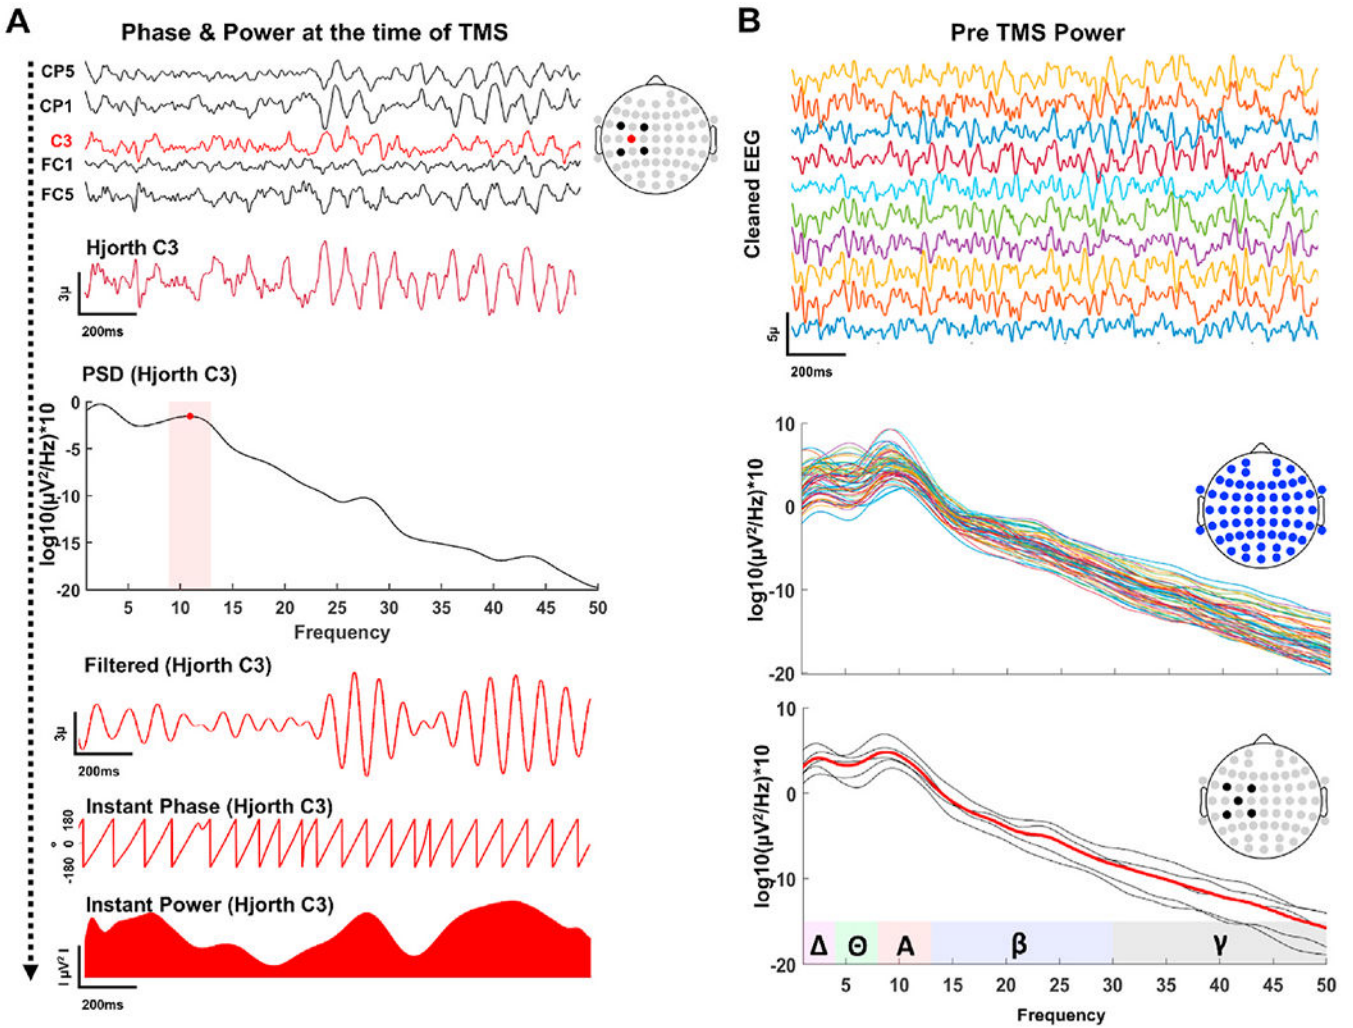 A
Phase & Power at the time of TMS
CP5
CP1
C3
FC1
FC5
Hjorth C3
3µ
200ms
PSD (Hjorth C3)
log10(µV²/Hz)*10
0
-5
-10
-15
-20
5 10 15 20 25 30 35 40 45 50
Frequency
Filtered (Hjorth C3)
3µ
200ms
Instant Phase (Hjorth C3)
180
0
-180
°
Instant Power (Hjorth C3)
I µV² I
200ms
B
Pre TMS Power
Cleaned EEG
5µ
200ms
log10(µV²/Hz)*10
10
0
-10
-20
log10(µV²/Hz)*10
10
0
-10
-20
Δ Θ A β γ
5 10 15 20 25 30 35 40 45 50
Frequency